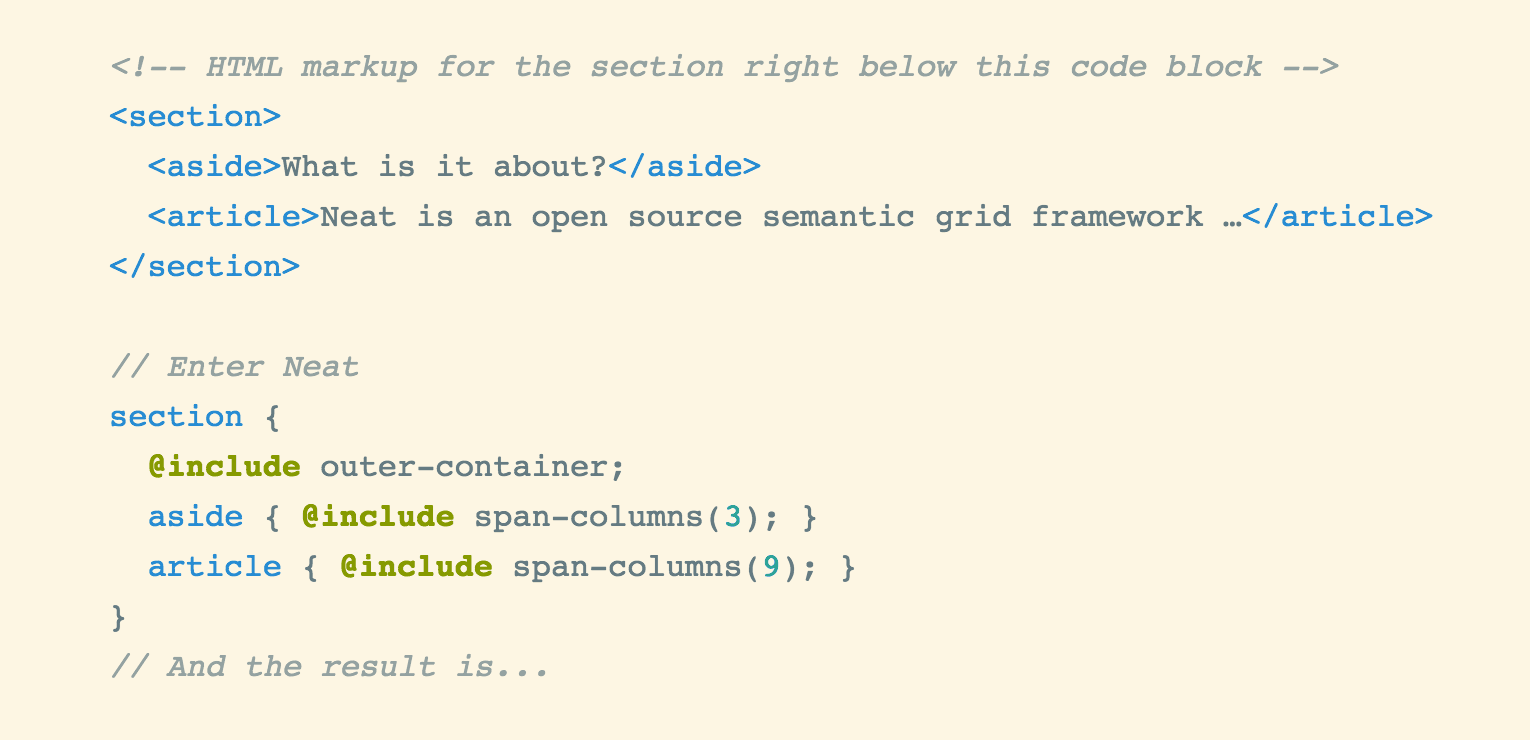 <!-- HTML markup for the section right below this code block -->
<section>
  <aside>What is it about?</aside>
  <article>Neat is an open source semantic grid framework …</article>
</section>

// Enter Neat
section {
  @include outer-container;
  aside { @include span-columns(3); }
  article { @include span-columns(9); }
}
// And the result is...